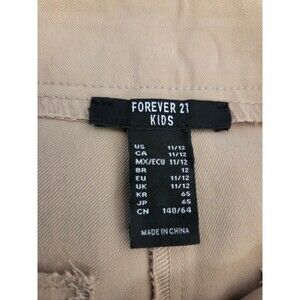 FOREVER 21
KIDS
US 11/12
CA 11/12
MX/ECU 11/12
BR 12
EU 11/12
UK 11/12
KR 65
JP 65
CN 140/64
MADE IN CHINA